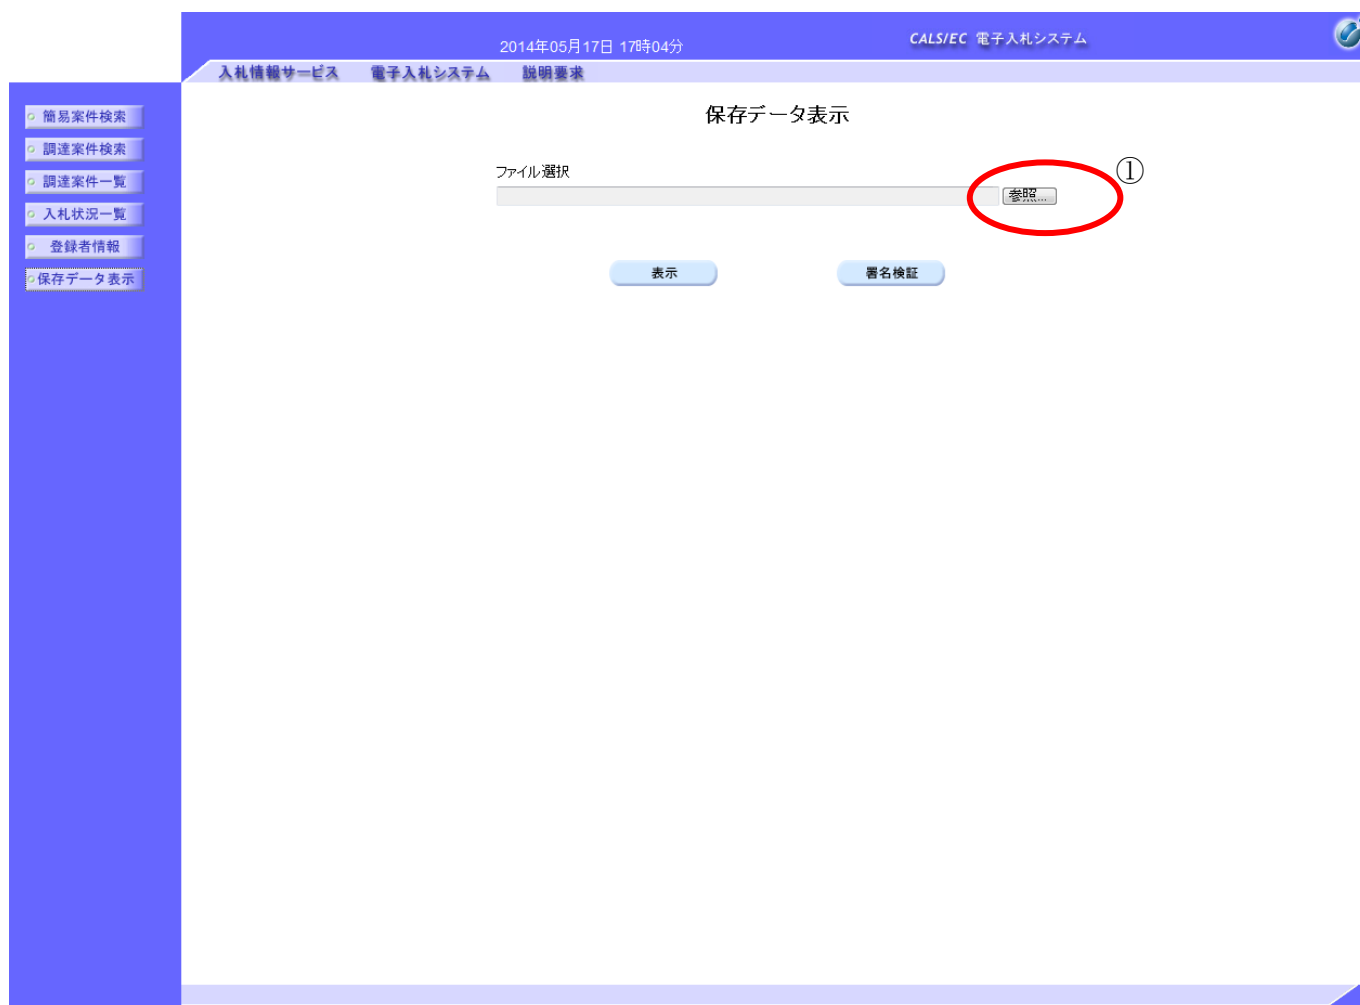 2014年05月17日 17時04分
CALS/EC 電子入札システム
入札情報サービス 電子入札システム 説明要求
簡易案件検索
調達案件検索
調達案件一覧
入札状況一覧
登録者情報
保存データ表示
保存データ表示
ファイル選択
参照...
①
表示 署名検証